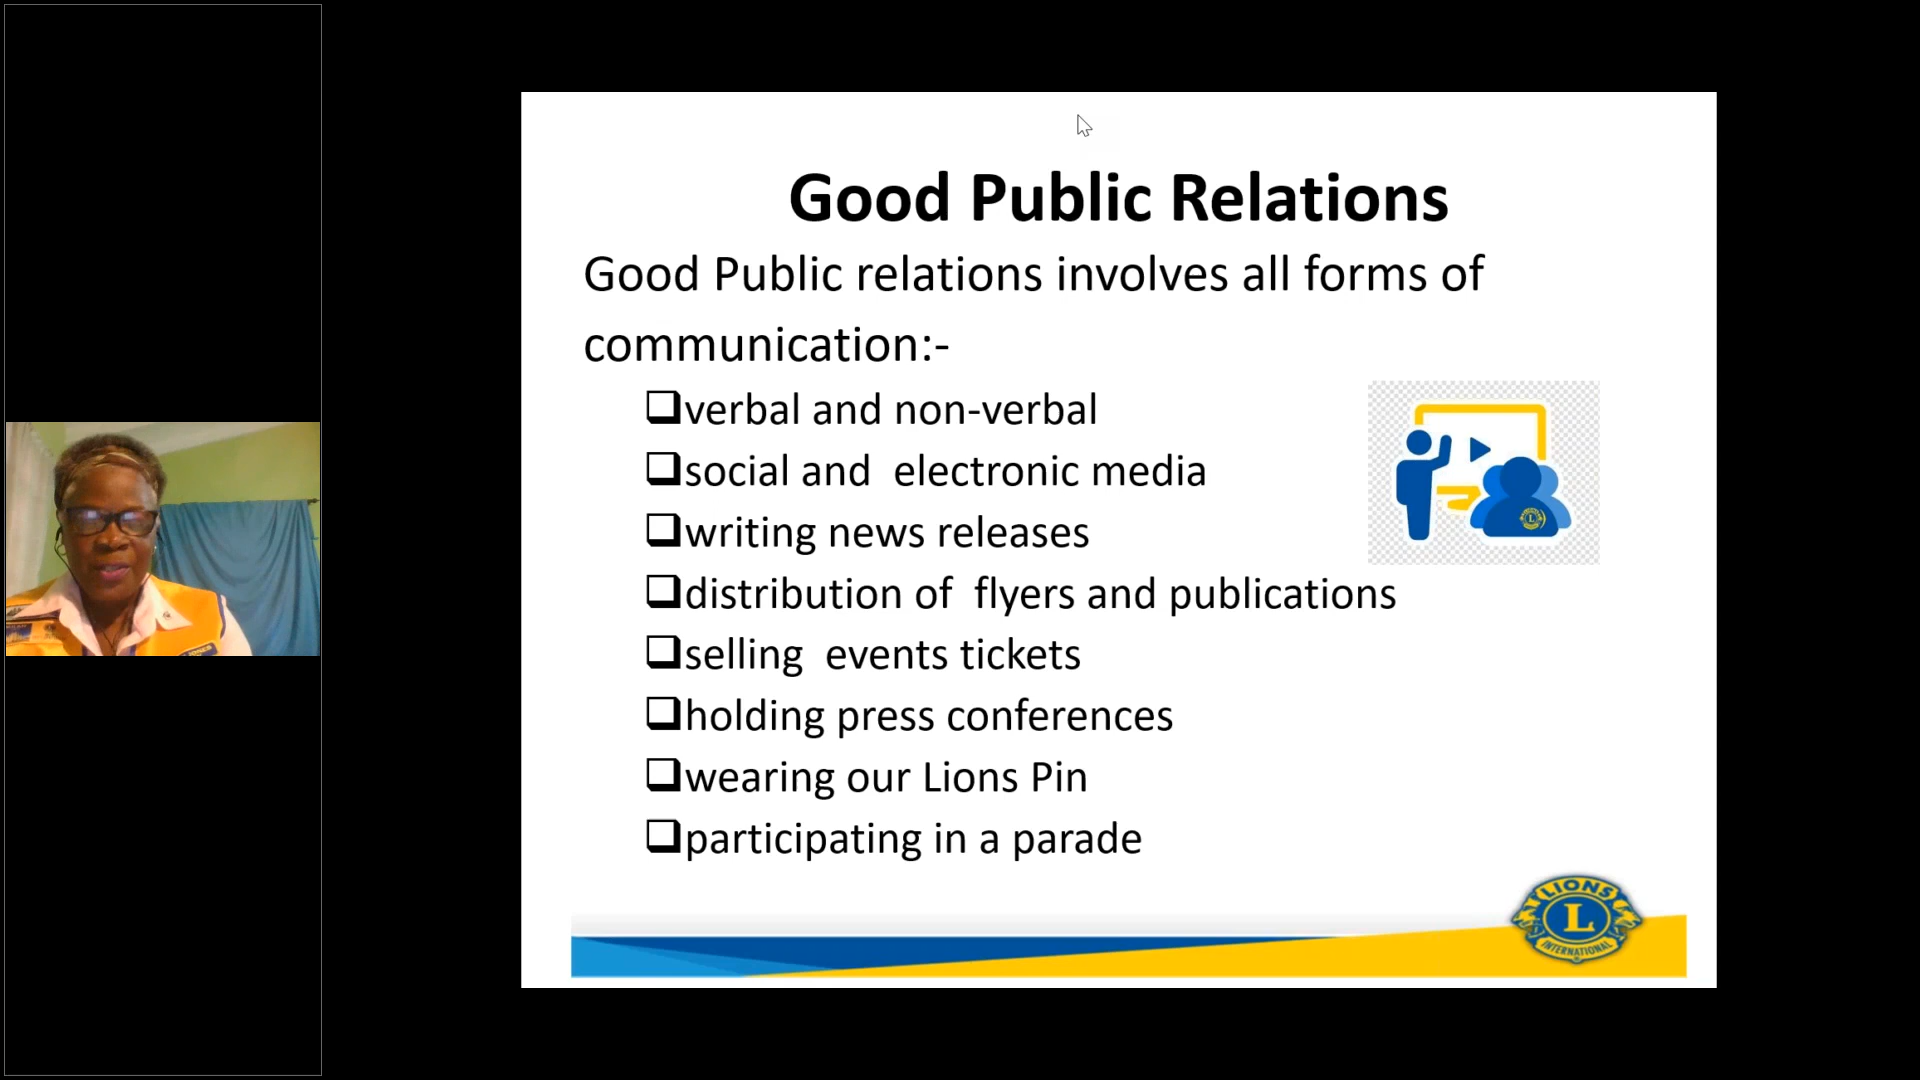 Good Public Relations
Good Public relations involves all forms of
communication:-
verbal and non-verbal
social and electronic media
writing news releases
distribution of flyers and publications
selling events tickets
holding press conferences
wearing our Lions Pin
participating in a parade
LIONS
L
INTERNATIONAL